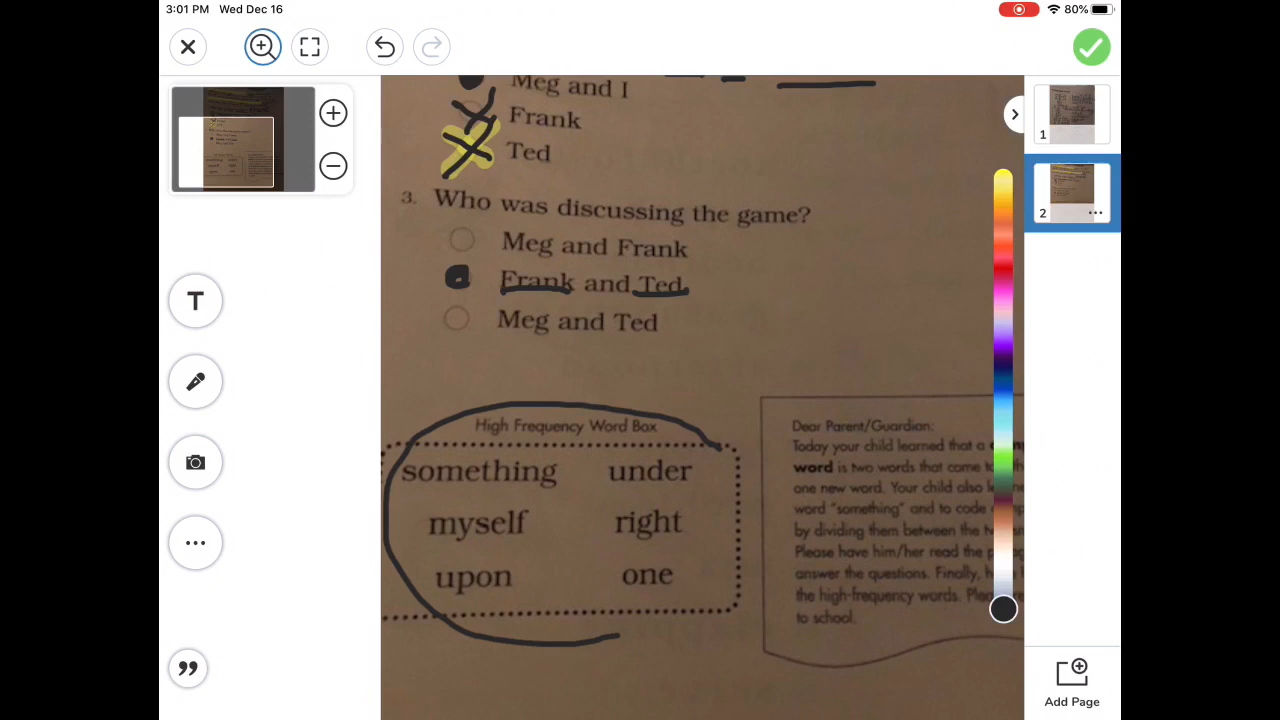 3:01 PM Wed Dec 16
80%
Meg and I
Frank
Ted
3. Who was discussing the game?
Meg and Frank
Frank and Ted
Meg and Ted
High Frequency Word Box
something under
myself right
upon one
Dear Parent/Guardian:
Today your child learned that a
word is two words that come
one new word. Your child also
word "something" and to code
by dividing them between the
Please have him/her read the
answer the questions. Finally,
the high-frequency words.
to school.
T
1
2
Add Page